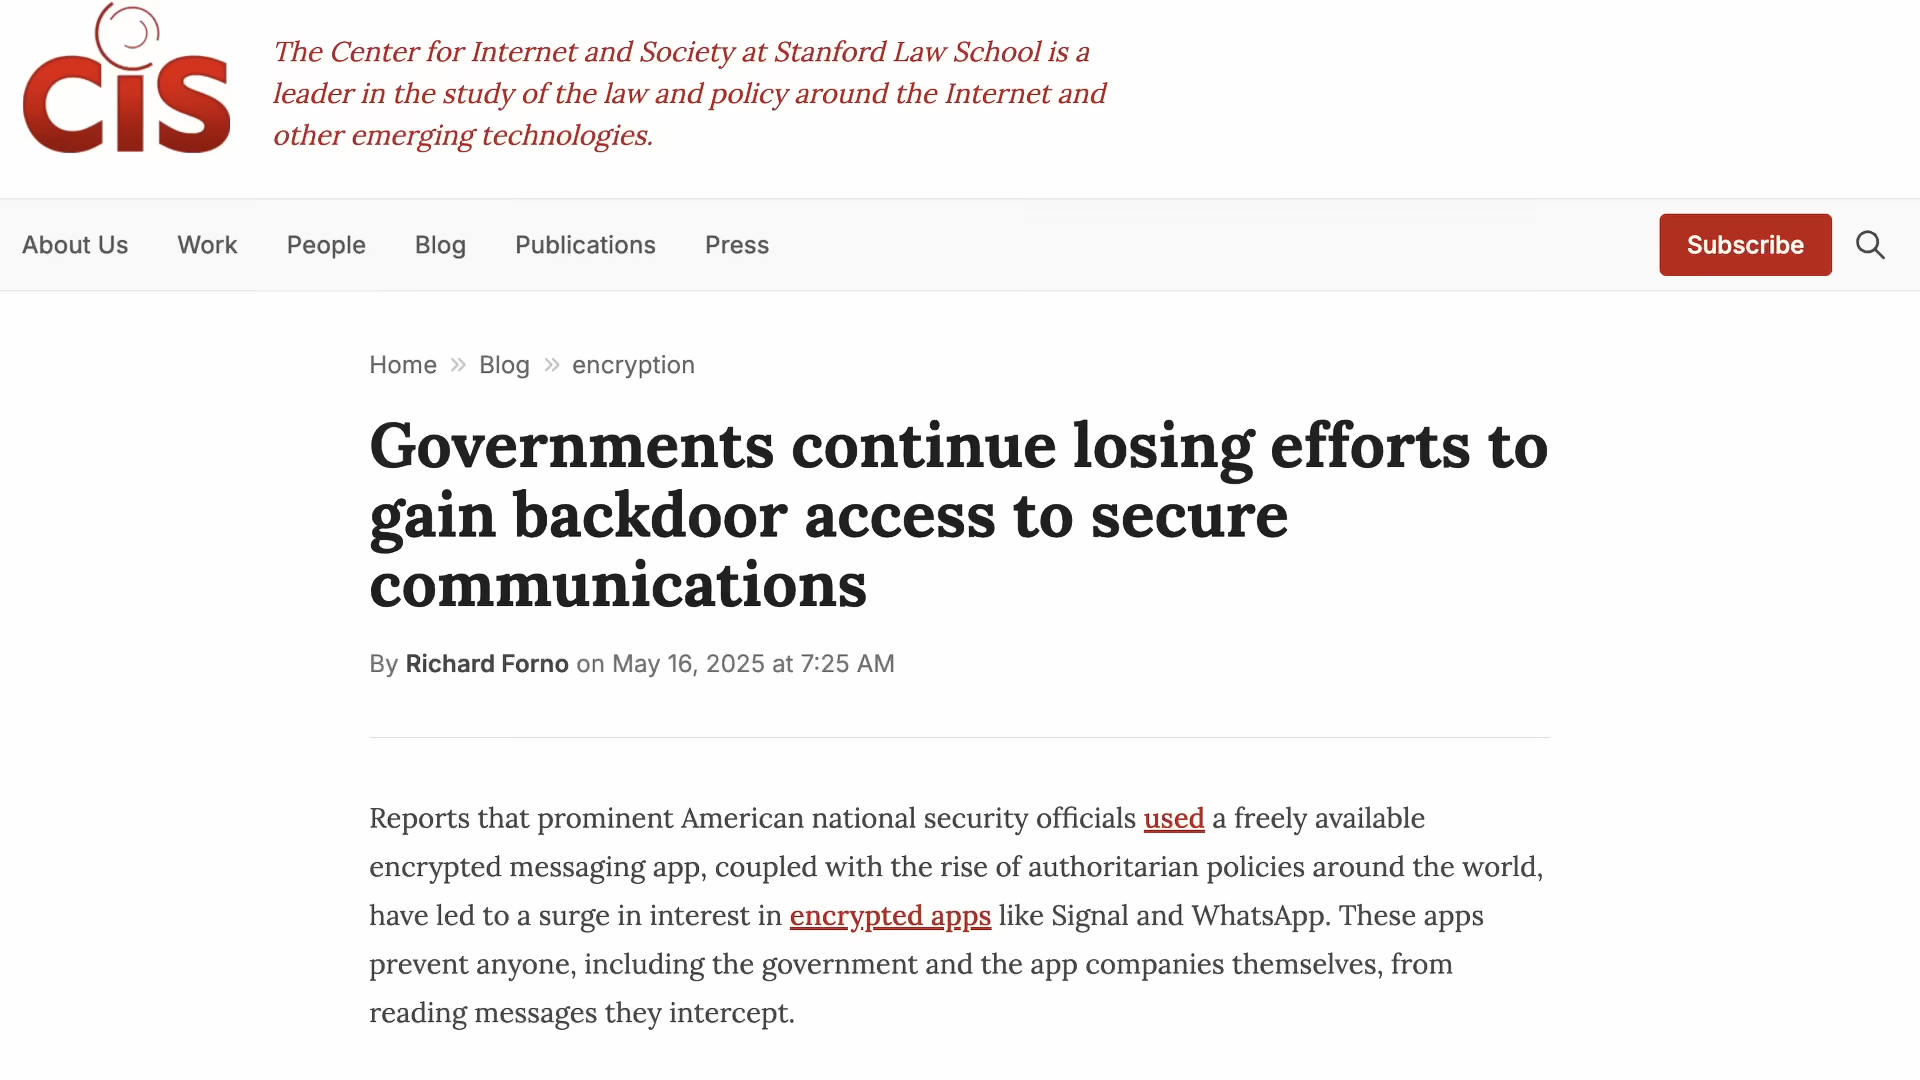 CiS
The Center for Internet and Society at Stanford Law School is a
leader in the study of the law and policy around the Internet and
other emerging technologies.
About Us Work People Blog Publications Press Subscribe
Home » Blog » encryption
Governments continue losing efforts to
gain backdoor access to secure
communications
By Richard Forno on May 16, 2025 at 7:25 AM
Reports that prominent American national security officials used a freely available
encrypted messaging app, coupled with the rise of authoritarian policies around the world,
have led to a surge in interest in encrypted apps like Signal and WhatsApp. These apps
prevent anyone, including the government and the app companies themselves, from
reading messages they intercept.